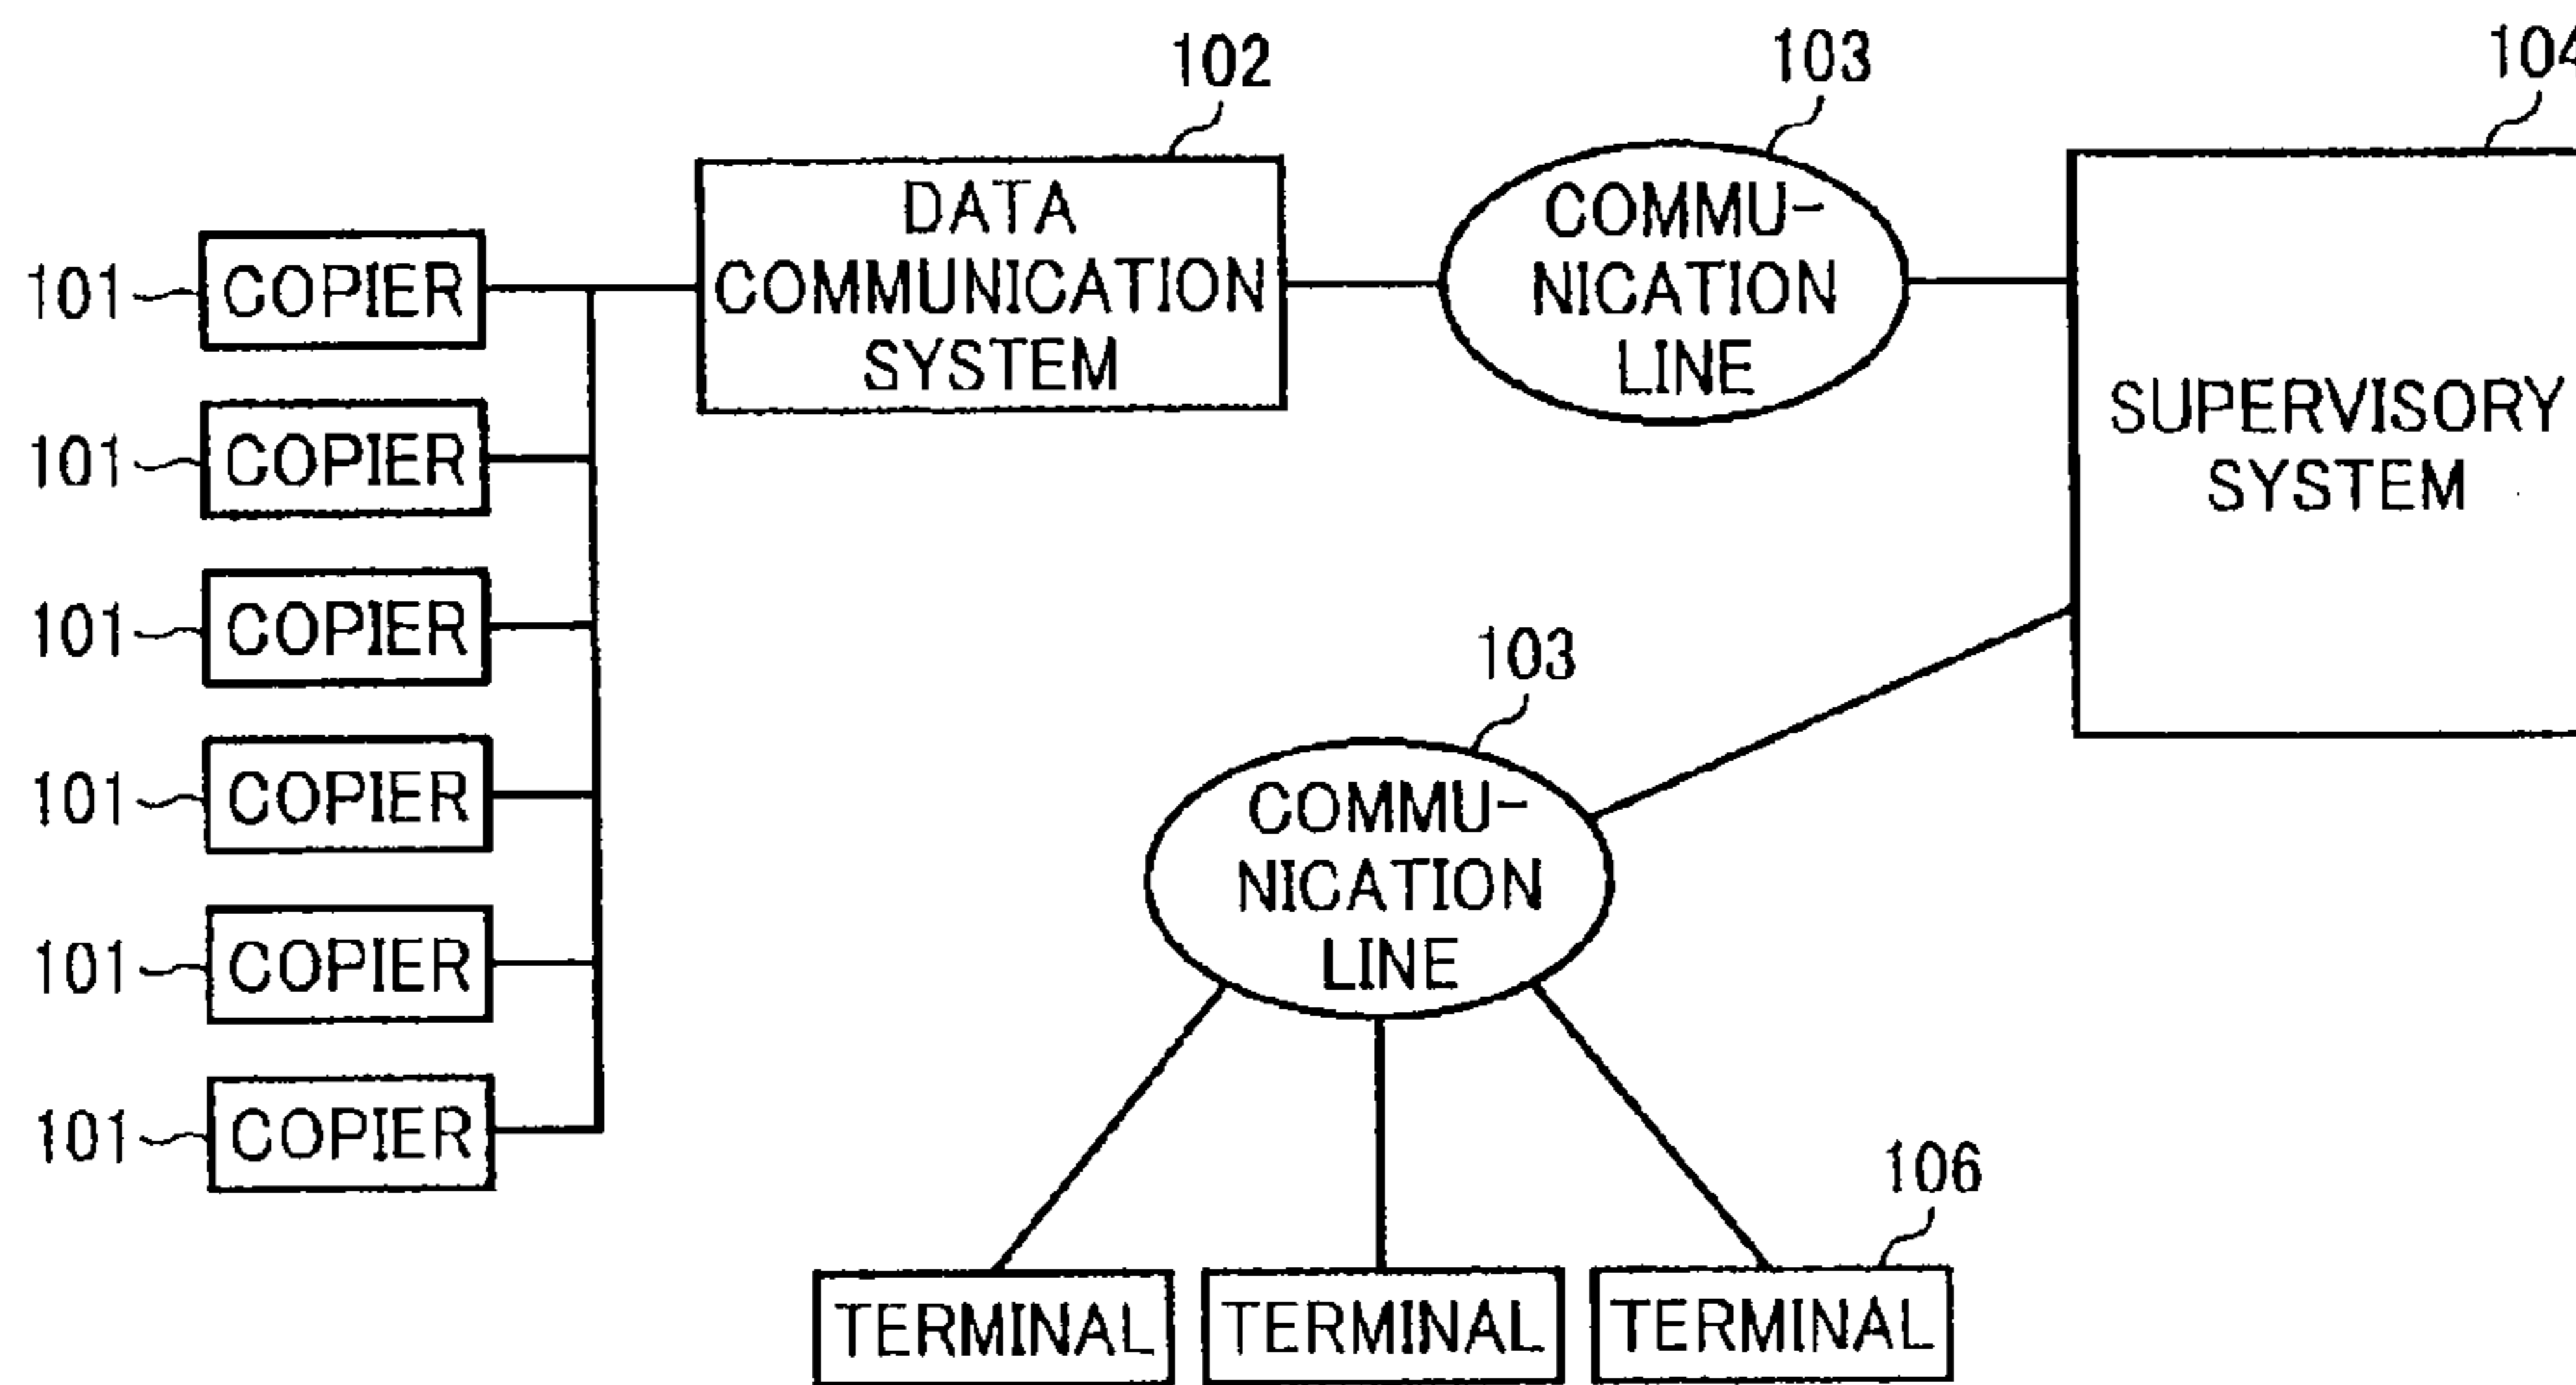 102
103
104
DATA
COMMUNICATION
SYSTEM
COMMU-
NICATION
LINE
SUPERVISORY
SYSTEM
101 COPIER
101 COPIER
101 COPIER
101 COPIER
101 COPIER
101 COPIER
103
COMMU-
NICATION
LINE
106
TERMINAL TERMINAL TERMINAL